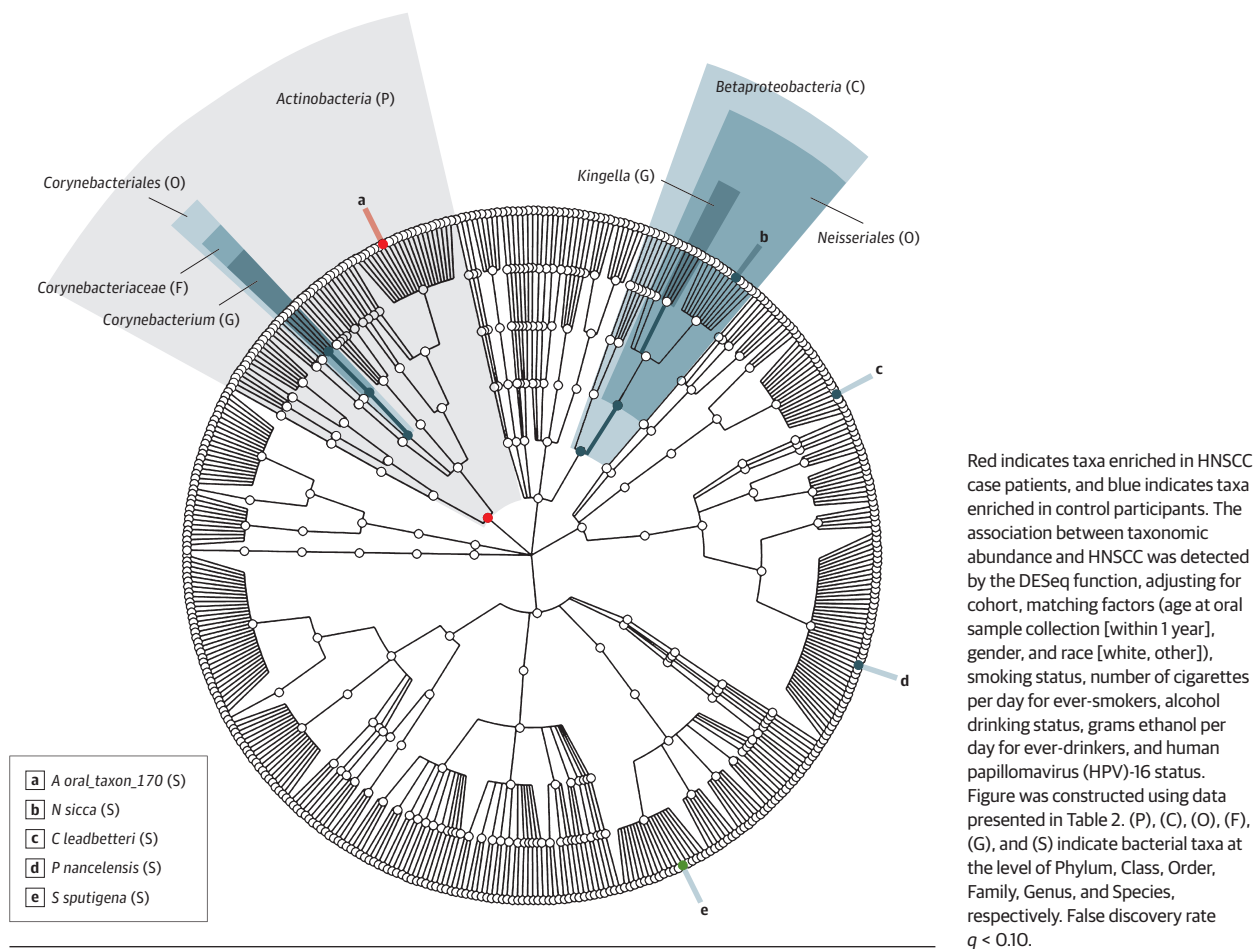 Actinobacteria (P)
Betaproteobacteria (C)
Corynebacteriales (O)
Kingella (G)
a
b
Neisseriales (O)
Corynebacteriaceae (F)
Corynebacterium (G)
c
d
e
a A oral_taxon_170 (S)
b N sicca (S)
c C leadbetteri (S)
d P nancelensis (S)
e S sputigena (S)
Red indicates taxa enriched in HNSCC
case patients, and blue indicates taxa
enriched in control participants. The
association between taxonomic
abundance and HNSCC was detected
by the DESeq function, adjusting for
cohort, matching factors (age at oral
sample collection [within 1 year],
gender, and race [white, other]),
smoking status, number of cigarettes
per day for ever-smokers, alcohol
drinking status, grams ethanol per
day for ever-drinkers, and human
papillomavirus (HPV)-16 status.
Figure was constructed using data
presented in Table 2. (P), (C), (O), (F),
(G), and (S) indicate bacterial taxa at
the level of Phylum, Class, Order,
Family, Genus, and Species,
respectively. False discovery rate
q < 0.10.